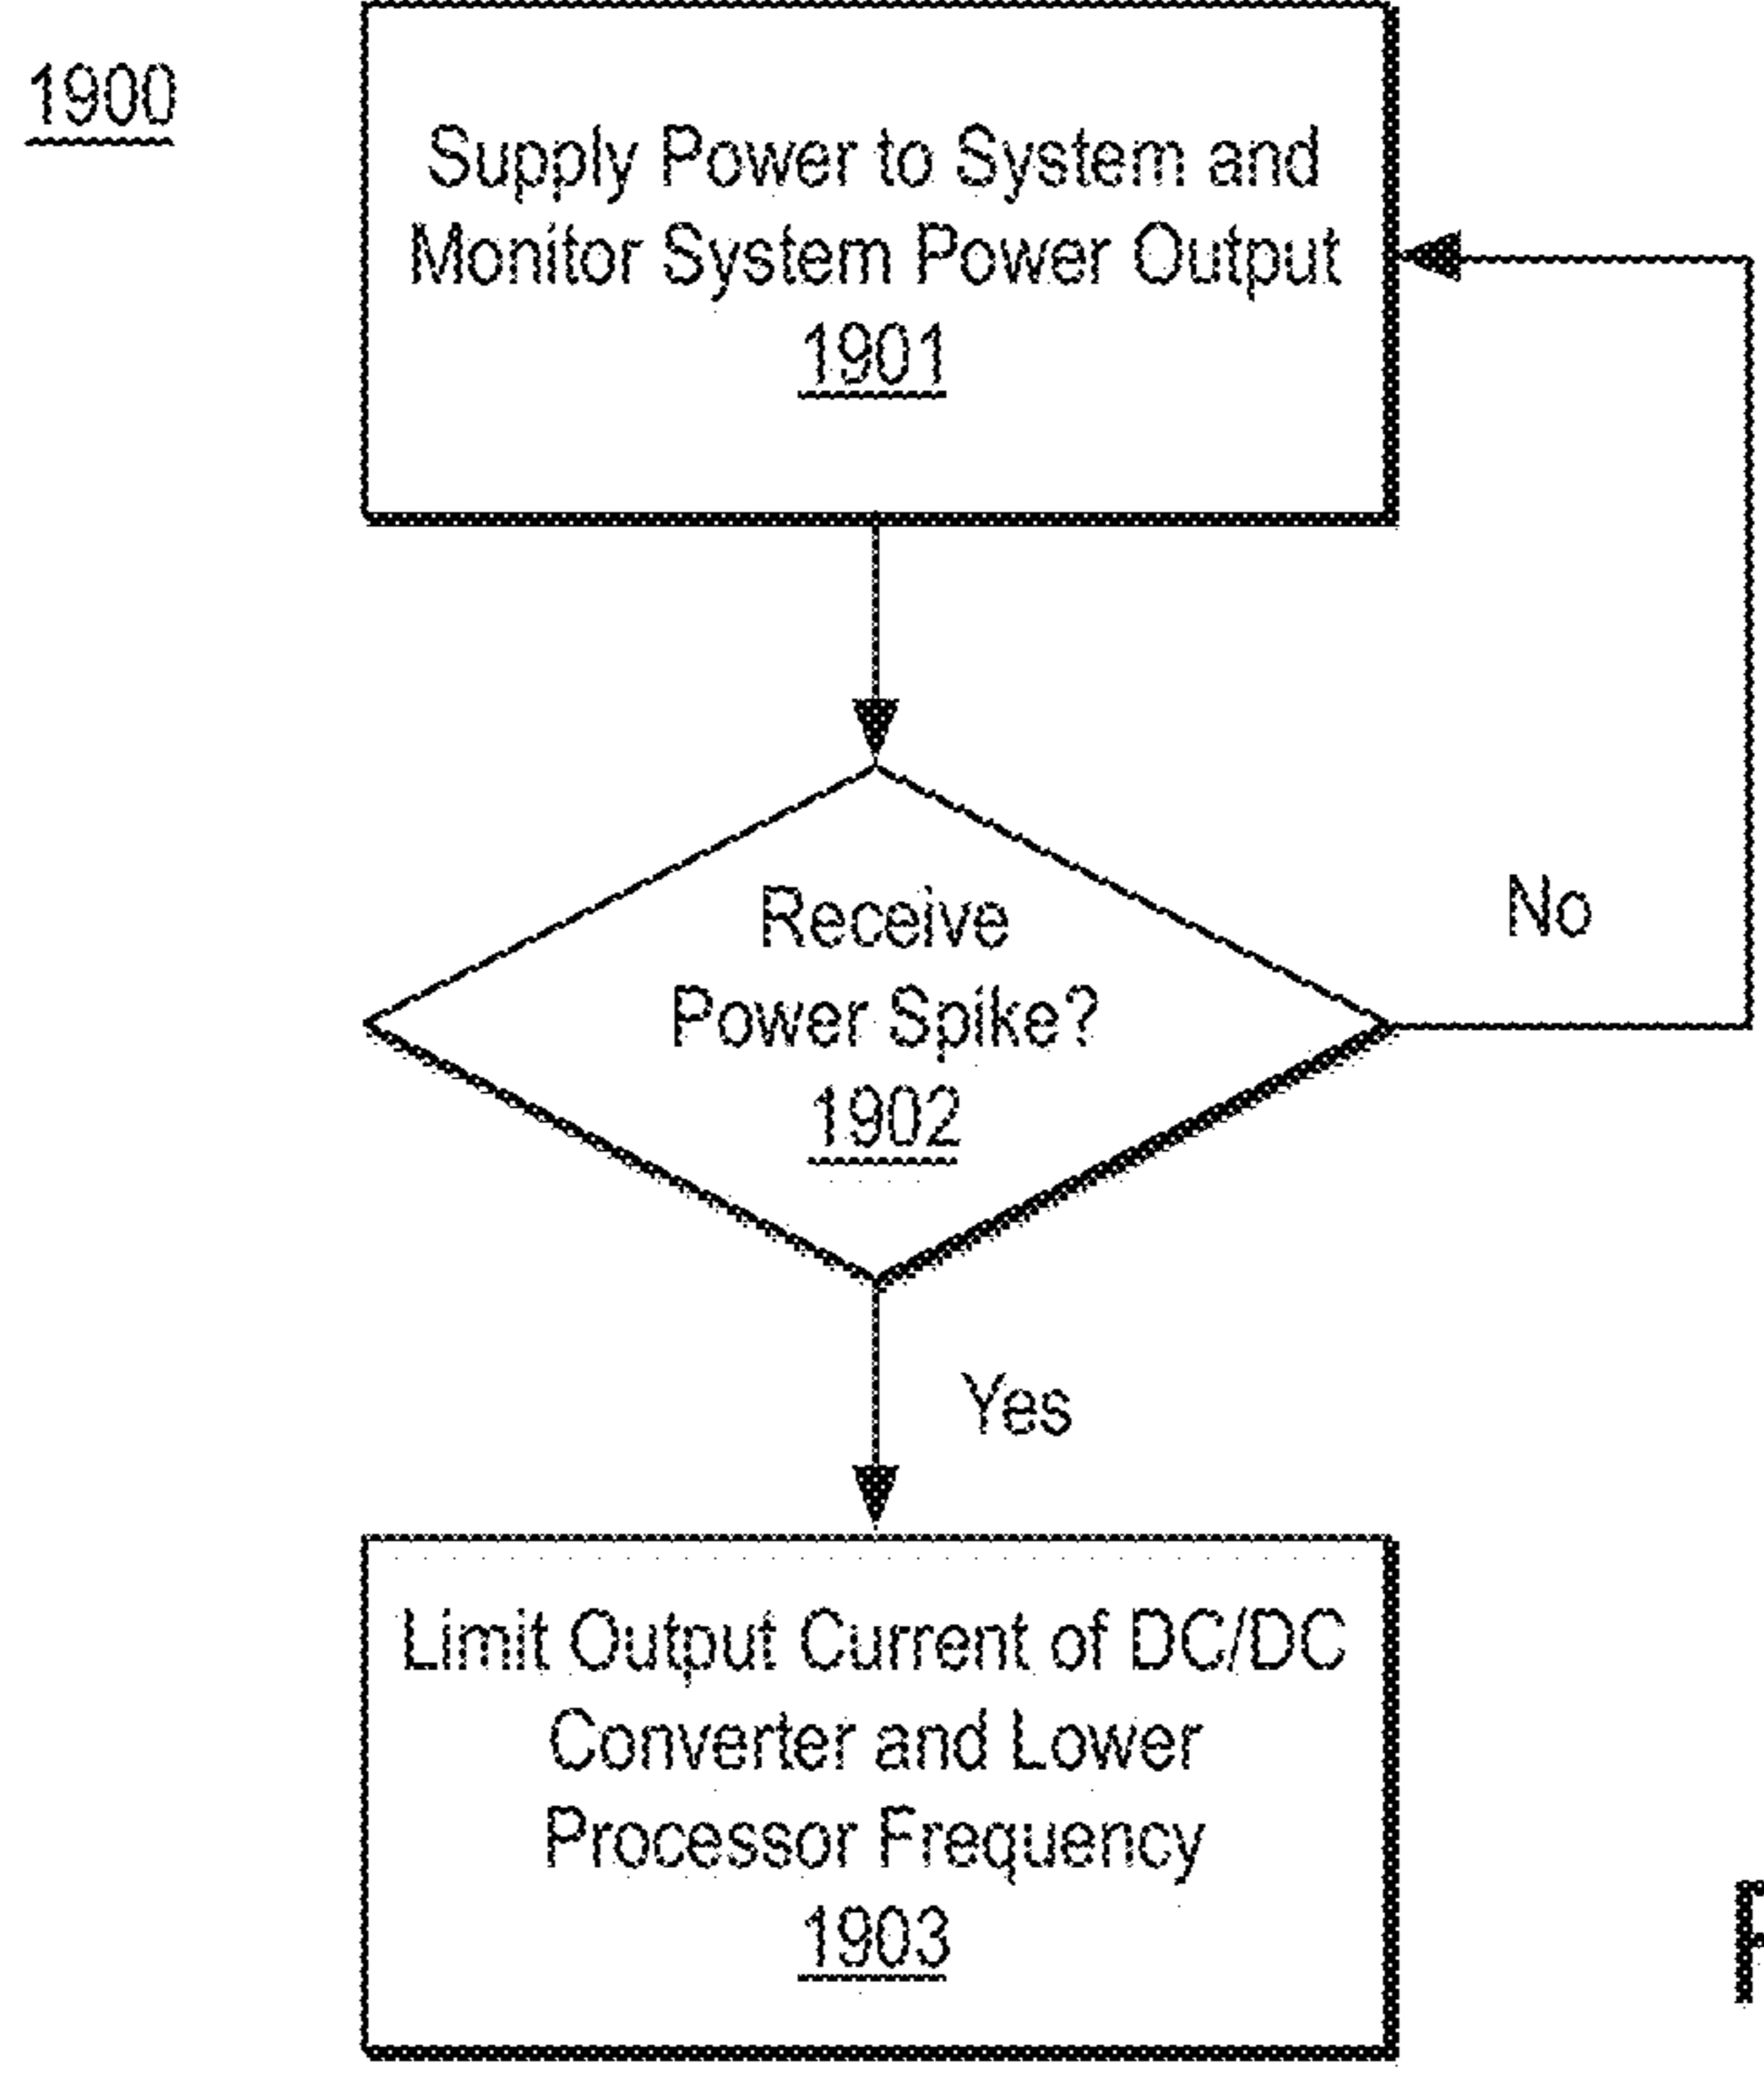 1900
Supply Power to System and
Monitor System Power Output
1901
Receive
Power Spike?
1902
No
Yes
Limit Output Current of DC/DC
Converter and Lower
Processor Frequency
1903